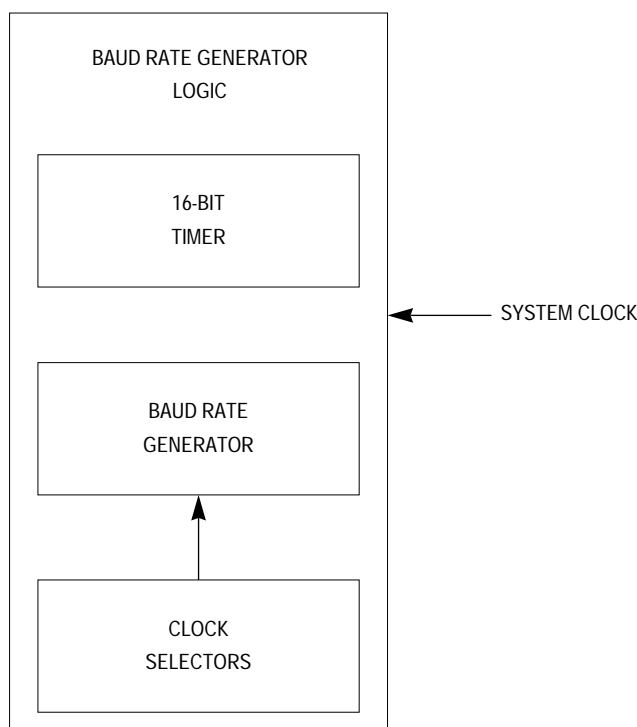 BAUD RATE GENERATOR
LOGIC
16-BIT
TIMER
SYSTEM CLOCK
BAUD RATE
GENERATOR
CLOCK
SELECTORS